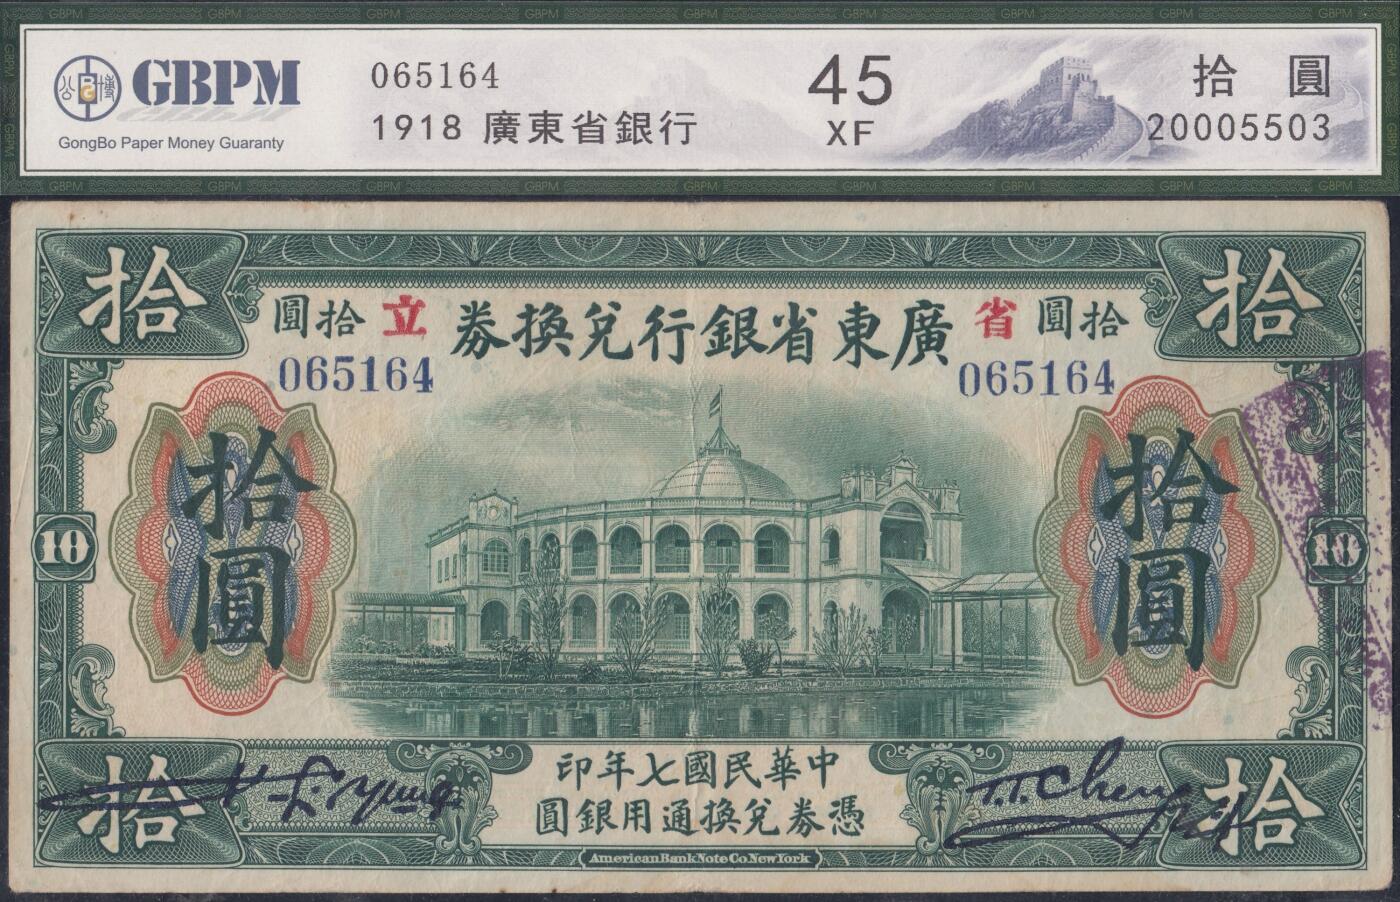 GBPM
GongBo Paper Money Guaranty
065164
1918 廣東省銀行
45
XF
拾 圓
20005503
拾
拾
廣東省銀行兌換券
拾圓
省
立
拾圓
065164
065164
拾圓
拾圓
10
10
中華民國七年印
憑券兌換通用銀圓
拾
拾
T.T. Cheng
American Bank Note Co. New York